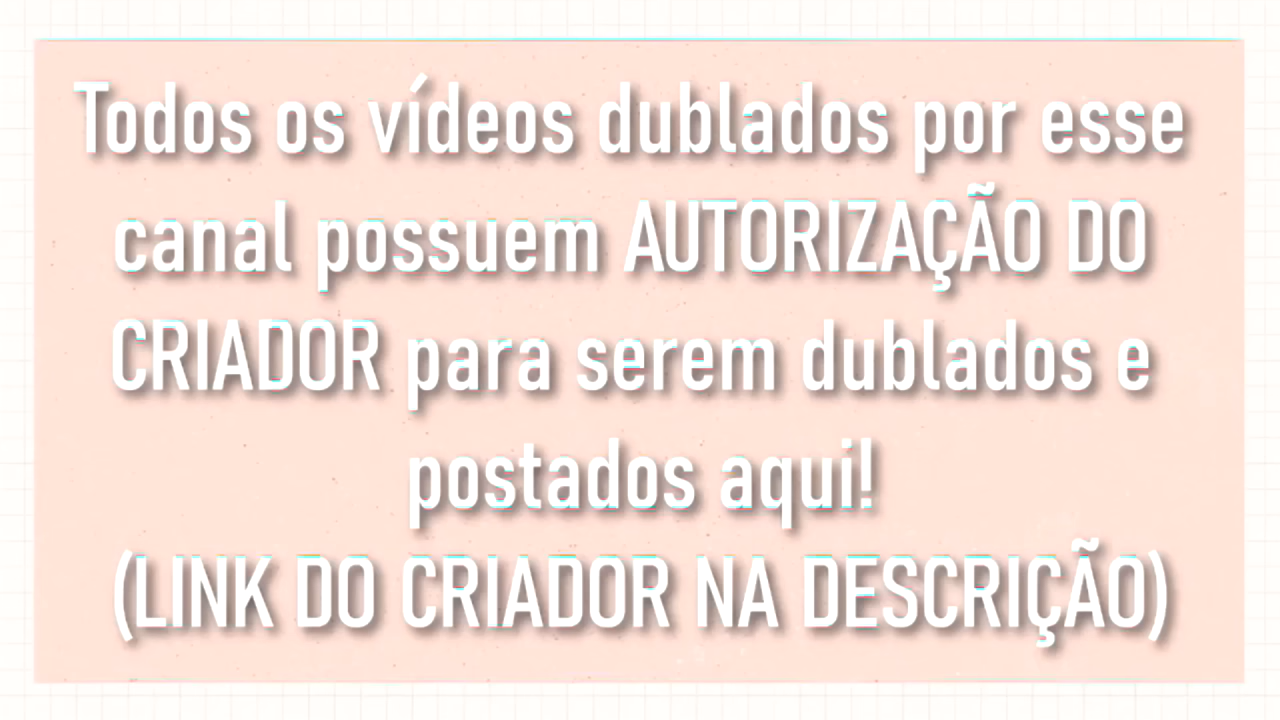 Todos os vídeos dublados por esse
canal possuem AUTORIZAÇÃO DO
CRIADOR para serem dublados e
postados aqui!
(LINK DO CRIADOR NA DESCRIÇÃO)